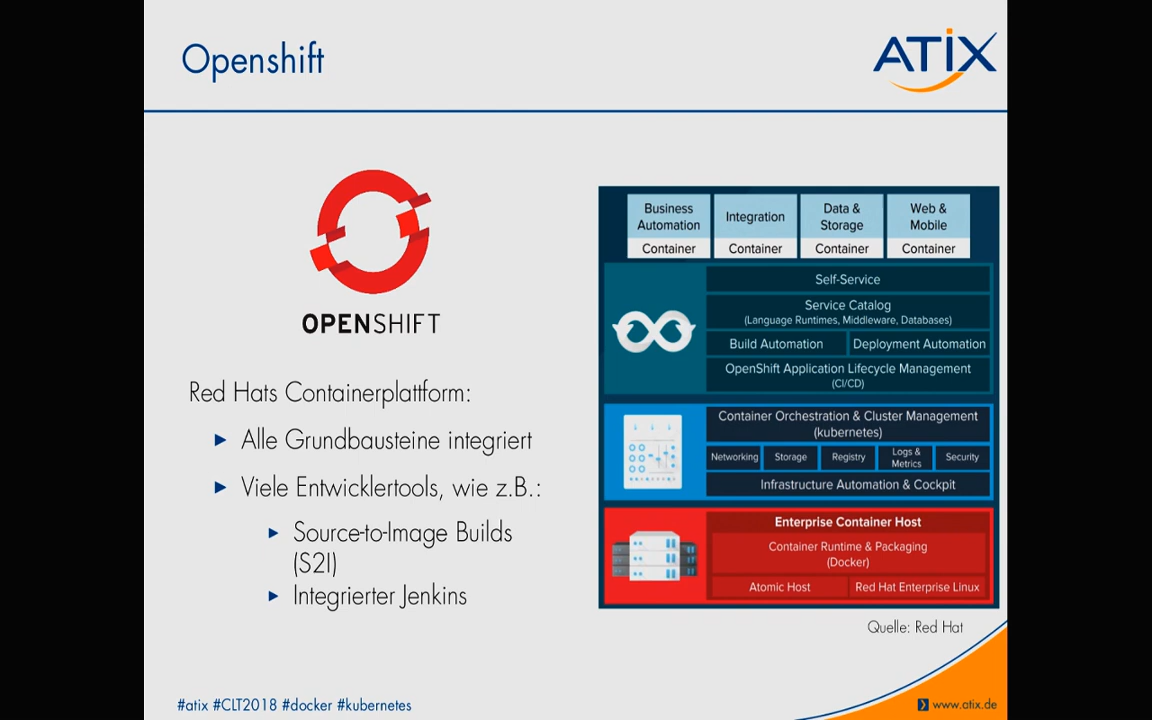 Openshift
ATIX
OPENSHIFT
Red Hats Containerplattform:
Alle Grundbausteine integriert
Viele Entwicklertools, wie z.B.:
Source-to-Image Builds
(S2I)
Integrierter Jenkins
Business
Automation
Container
Integration
Container
Data &
Storage
Container
Web &
Mobile
Container
Self-Service
Service Catalog
(Language Runtimes, Middleware, Databases)
Build Automation
Deployment Automation
OpenShift Application Lifecycle Management
(CI/CD)
Container Orchestration & Cluster Management
(kubernetes)
Networking
Storage
Registry
Logs &
Metrics
Security
Infrastructure Automation & Cockpit
Enterprise Container Host
Container Runtime & Packaging
(Docker)
Atomic Host
Red Hat Enterprise Linux
Quelle: Red Hat
#atix #CLT2018 #docker #kubernetes
www.atix.de